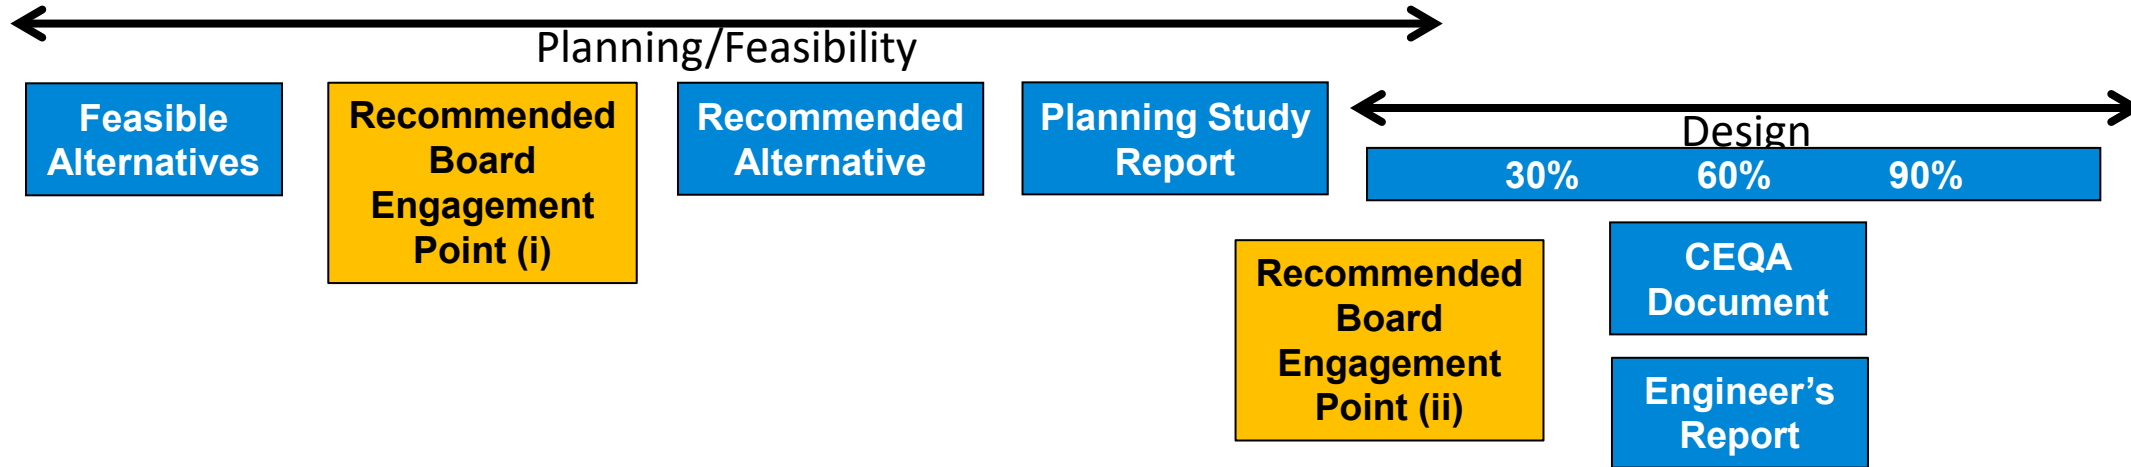 Planning/Feasibility
Feasible
Alternatives
Recommended
Board
Engagement
Point (i)
Recommended
Alternative
Planning Study
Report
Design
30% 60% 90%
Recommended
Board
Engagement
Point (ii)
CEQA
Document
Engineer’s
Report